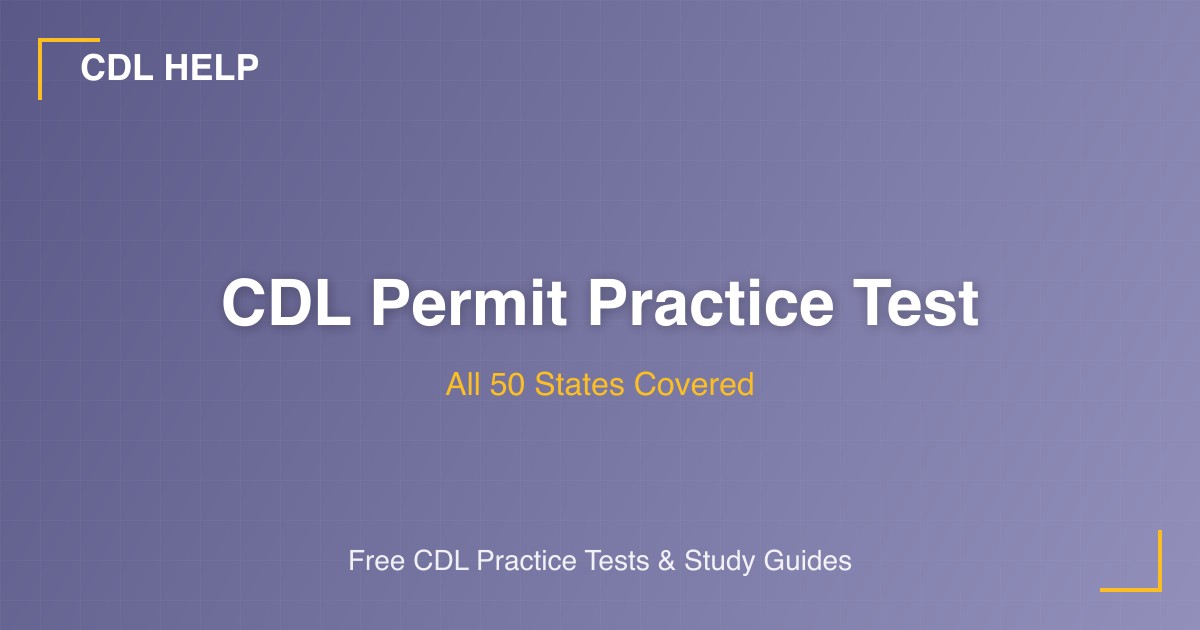 CDL HELP
CDL Permit Practice Test
All 50 States Covered
Free CDL Practice Tests & Study Guides